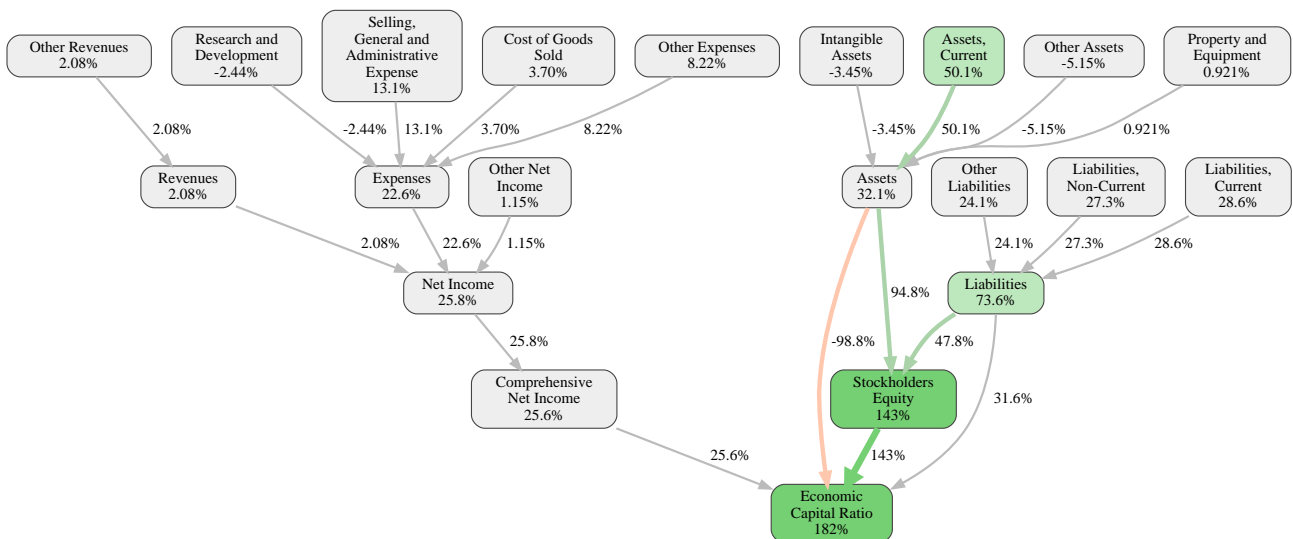 Other Revenues
2.08%
Research and
Development
-2.44%
Selling,
General and
Administrative
Expense
13.1%
Cost of Goods
Sold
3.70%
Other Expenses
8.22%
Intangible
Assets
-3.45%
Assets,
Current
50.1%
Other Assets
-5.15%
Property and
Equipment
0.921%
2.08%
-2.44%
13.1%
3.70%
8.22%
-3.45%
50.1%
-5.15%
0.921%
Revenues
2.08%
Expenses
22.6%
Other Net
Income
1.15%
Assets
32.1%
Other
Liabilities
24.1%
Liabilities,
Non-Current
27.3%
Liabilities,
Current
28.6%
2.08%
22.6%
1.15%
24.1%
27.3%
28.6%
Net Income
25.8%
94.8%
Liabilities
73.6%
25.8%
-98.8%
47.8%
Comprehensive
Net Income
25.6%
Stockholders
Equity
143%
31.6%
25.6%
143%
Economic
Capital Ratio
182%